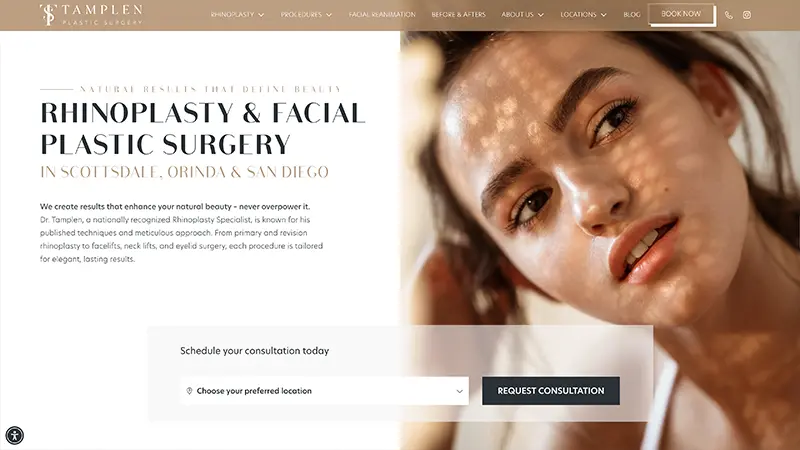 TAMPLEN
PLASTIC SURGERY
RHINOPLASTY PROCEDURES FACIAL REANIMATION BEFORE & AFTERS ABOUT US LOCATIONS BLOG BOOK NOW
NATURAL RESULTS THAT DEFINE BEAUTY
RHINOPLASTY & FACIAL
PLASTIC SURGERY
IN SCOTTSDALE, ORINDA & SAN DIEGO
We create results that enhance your natural beauty – never overpower it.
Dr. Tamplen, a nationally recognized Rhinoplasty Specialist, is known for his
published techniques and meticulous approach. From primary and revision
rhinoplasty to facelifts, neck lifts, and eyelid surgery, each procedure is tailored
for elegant, lasting results.
Schedule your consultation today
Choose your preferred location
REQUEST CONSULTATION